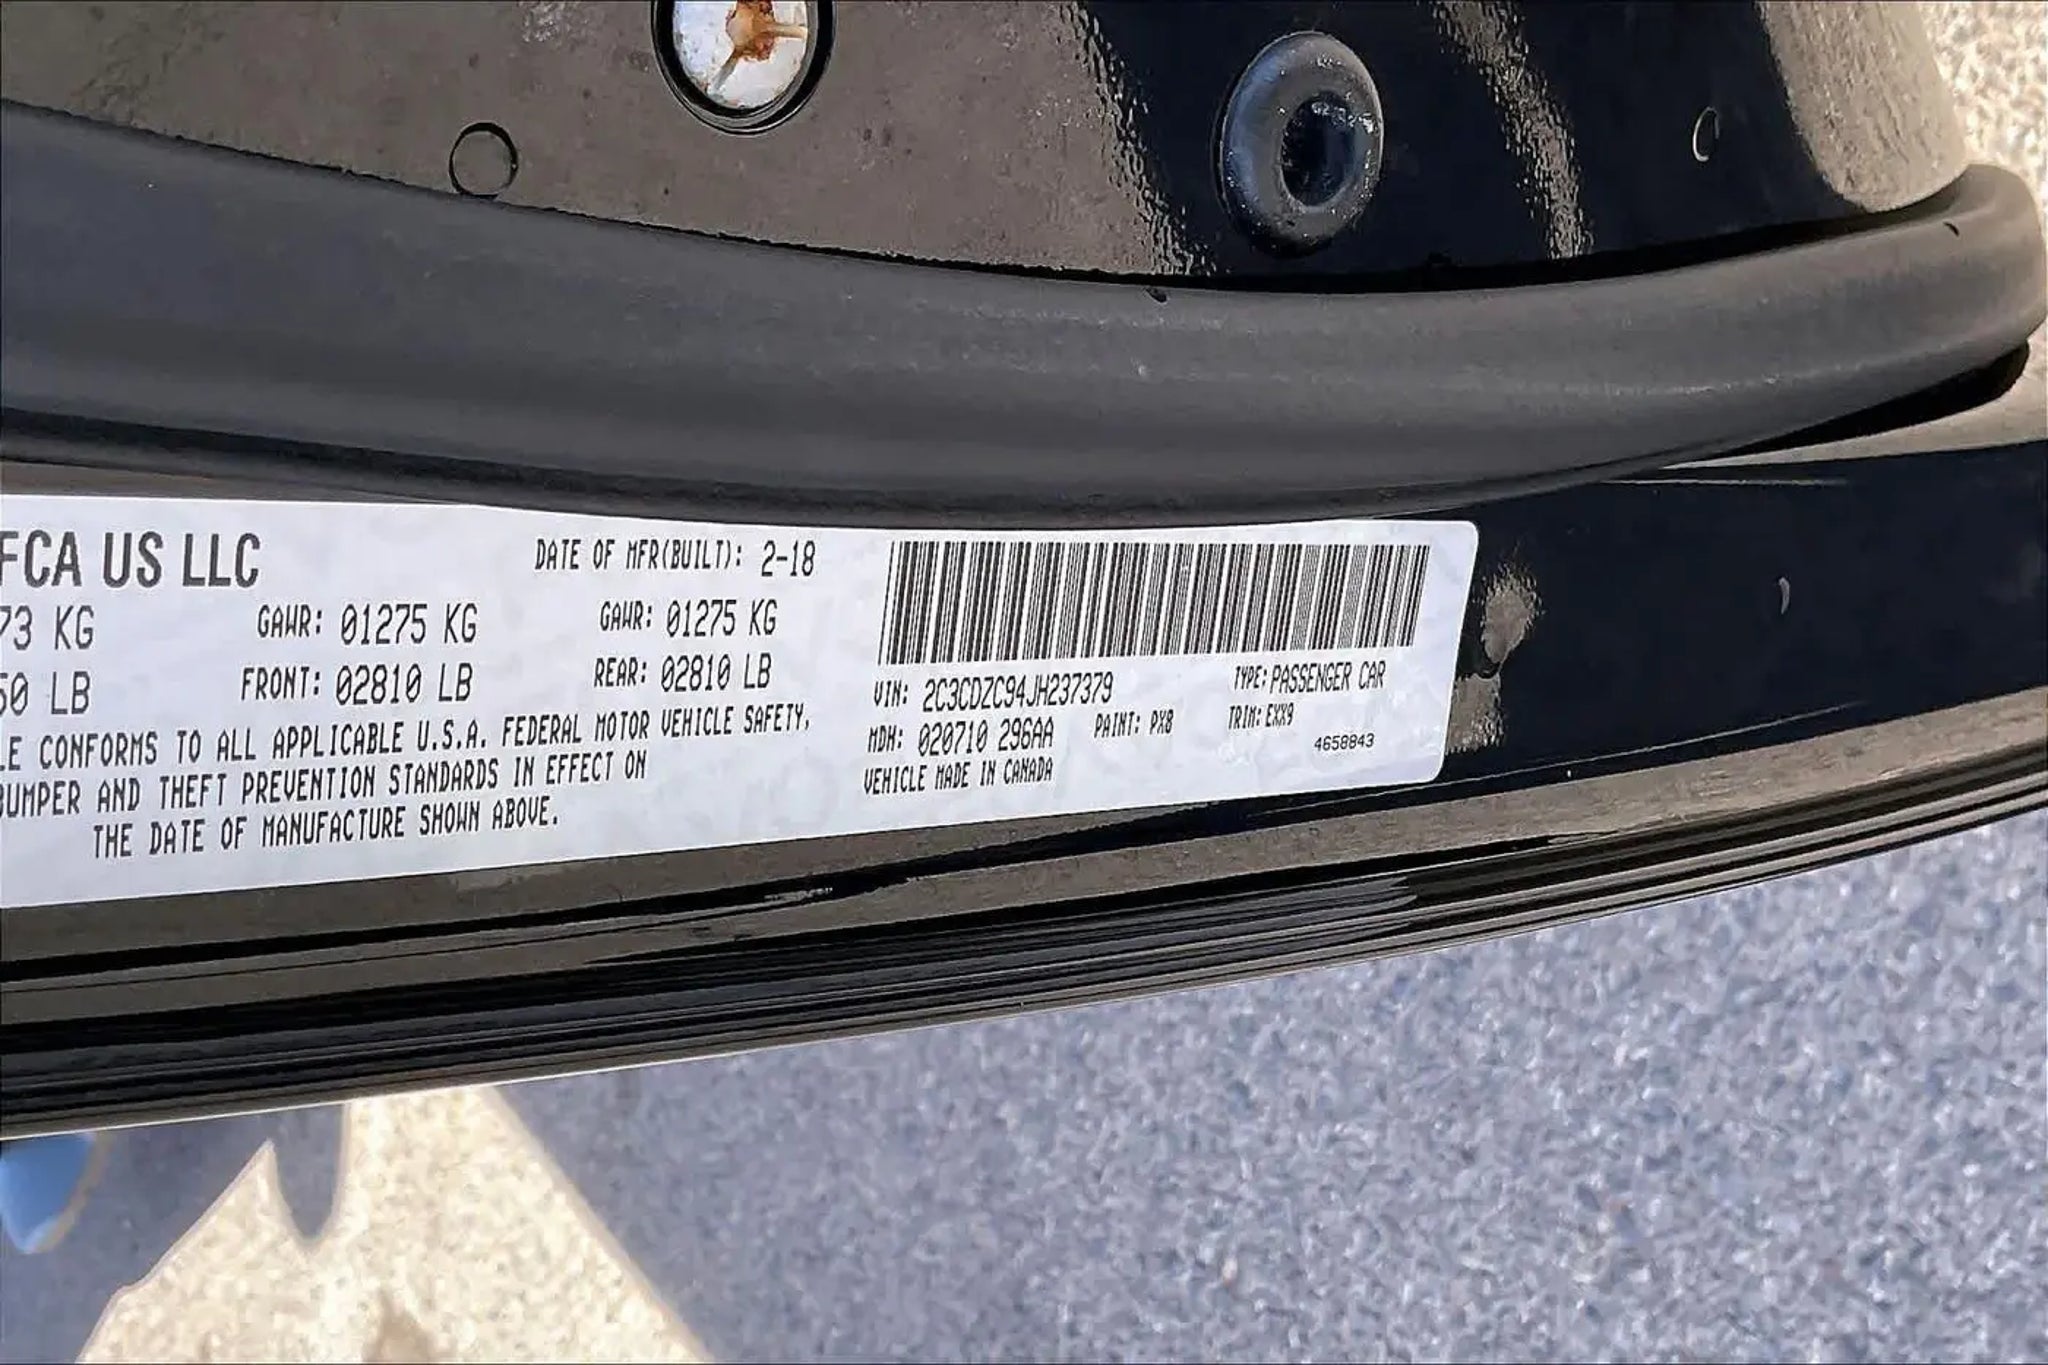 FCA US LLC
DATE OF MFR(BUILT): 2-18
73 KG GAWR: 01275 KG GAWR: 01275 KG
50 LB FRONT: 02810 LB REAR: 02810 LB
LE CONFORMS TO ALL APPLICABLE U.S.A. FEDERAL MOTOR VEHICLE SAFETY,
BUMPER AND THEFT PREVENTION STANDARDS IN EFFECT ON
THE DATE OF MANUFACTURE SHOWN ABOVE.
VIN: 2C3CDZC94JH237379 TYPE: PASSENGER CAR
MDH: 020710 296AA PAINT: PX8 TRIM: EXX9
VEHICLE MADE IN CANADA 4658843